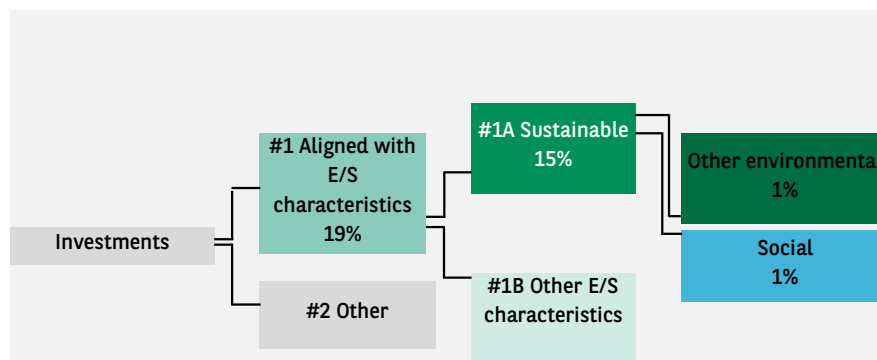 Investments
#1 Aligned with
E/S
characteristics
19%
#2 Other
#1A Sustainable
15%
#1B Other E/S
characteristics
Other environmenta
1%
Social
1%